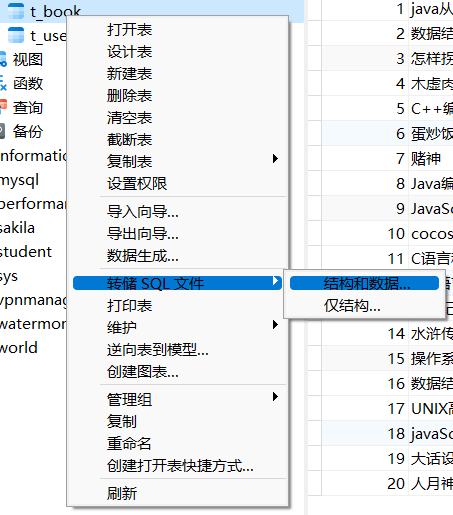 t_book
t_use
视图
函数
查询
备份
informatio
mysql
performan
sakila
student
sys
vpnmanag
watermon
world
打开表
设计表
新建表
删除表
清空表
截断表
复制表
设置权限
导入向导...
导出向导...
数据生成...
转储 SQL 文件
打印表
维护
逆向表到模型...
创建图表...
管理组
复制
重命名
创建打开表快捷方式...
刷新
结构和数据...
仅结构...
1 java从
2 数据结
3 怎样拐
4 木虚肉
5 C++编
6 蛋炒饭
7 赌神
8 Java编
9 JavaSc
10 cocos
11 C语言
14 水浒传
15 操作系
16 数据结
17 UNIX高
18 javaSc
19 大话设
20 人月神